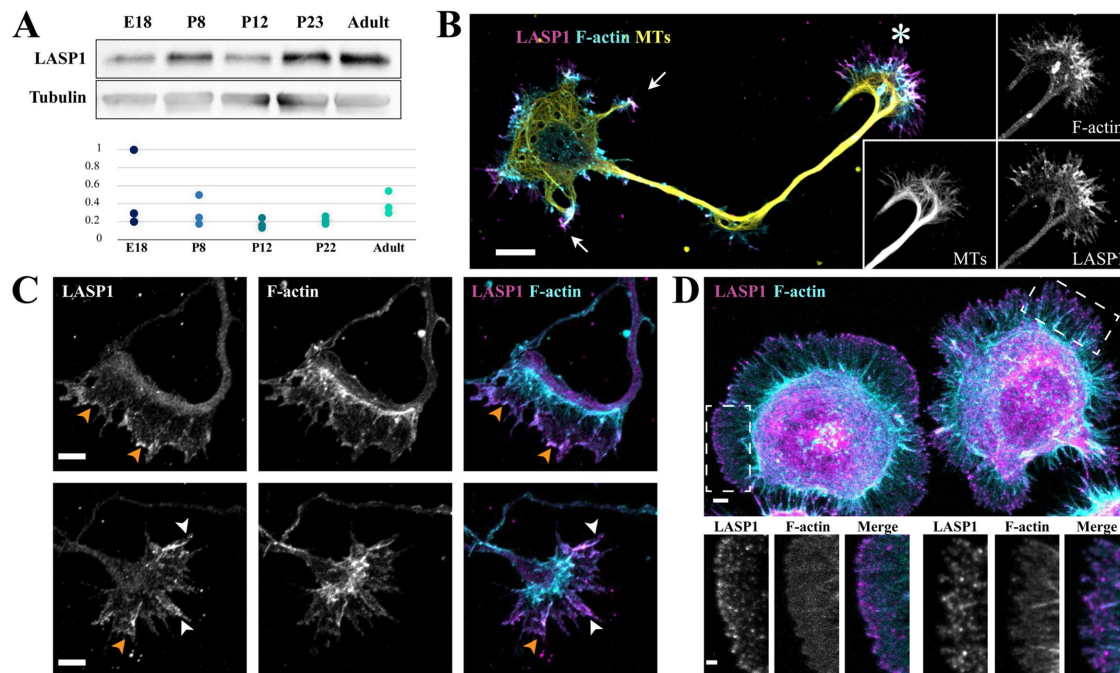 A
E18 P8 P12 P23 Adult
LASP1
Tubulin
1
0.8
0.6
0.4
0.2
0
E18 P8 P12 P22 Adult
B
LASP1 F-actin MTs
*
F-actin
MTs
LASP1
C
LASP1
F-actin
LASP1 F-actin
D
LASP1 F-actin
LASP1 F-actin Merge LASP1 F-actin Merge